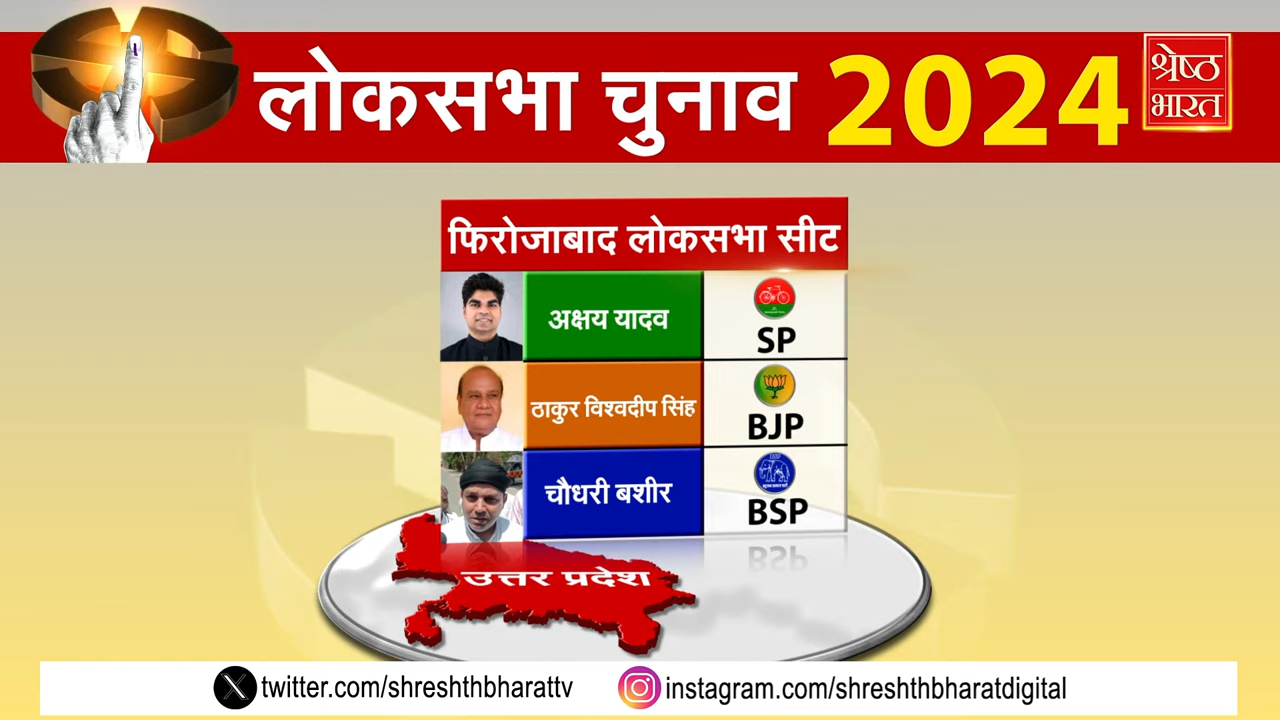 लोकसभा चुनाव 2024
श्रेष्ठ
भारत
फिरोजाबाद लोकसभा सीट
अक्षय यादव
SP
ठाकुर विश्वदीप सिंह
BJP
चौधरी बशीर
BSP
उत्तर प्रदेश
twitter.com/shreshthbharattv
instagram.com/shreshthbharatdigital